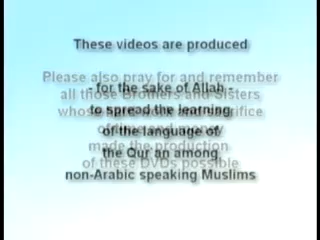 These videos are produced
- for the sake of Allah -
to spread the learning
of the language of
the Qur'an among
non-Arabic speaking Muslims
Please also pray for and remember
all those Brothers and Sisters
whose
made the production
of these DVDs possible